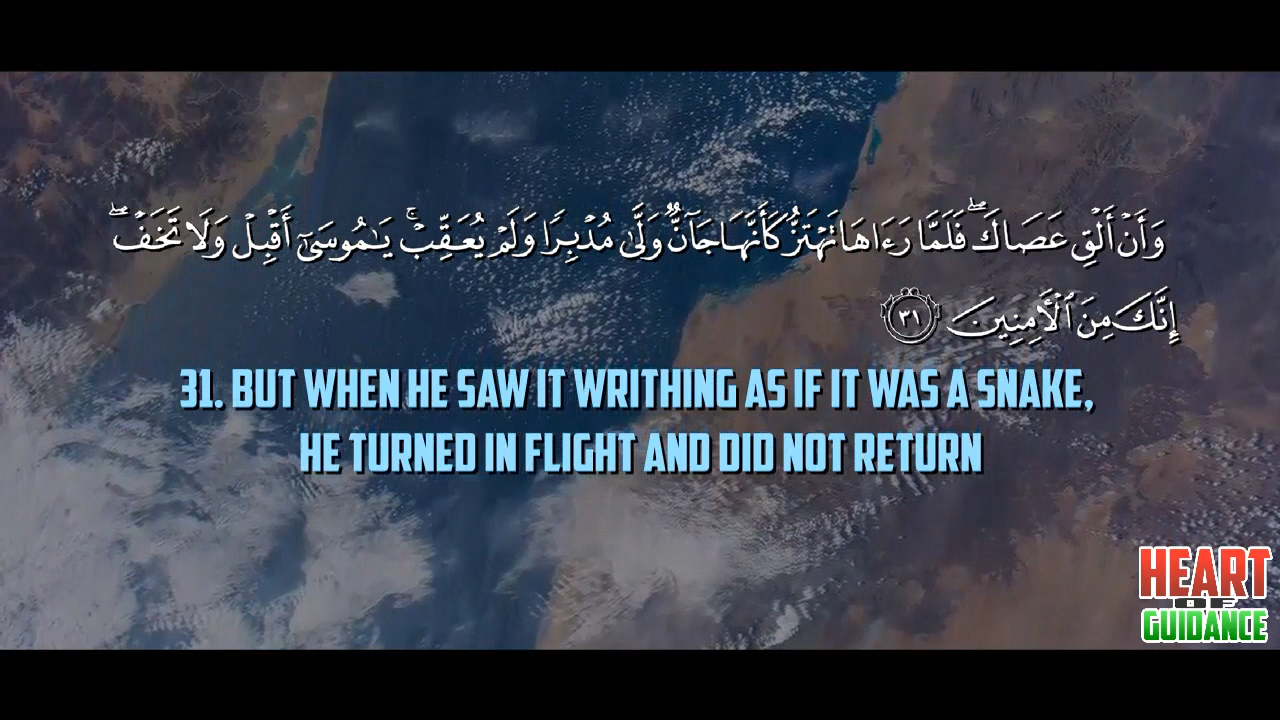 وَأَنْ أَلْقِ عَصَاكَ ۖ فَلَمَّا رَءَاهَا تَهْتَزُّ كَأَنَّهَا جَآنٌّ وَلَّىٰ مُدْبِرًا وَلَمْ يُعَقِّبْ ۚ يَـٰمُوسَىٰٓ أَقْبِلْ وَلَا تَخَفْ ۖ
إِنَّكَ مِنَ ٱلْأَمِنِينَ ٣١
31. BUT WHEN HE SAW IT WRITHING AS IF IT WAS A SNAKE,
HE TURNED IN FLIGHT AND DID NOT RETURN
HEART
OF
GUIDANCE